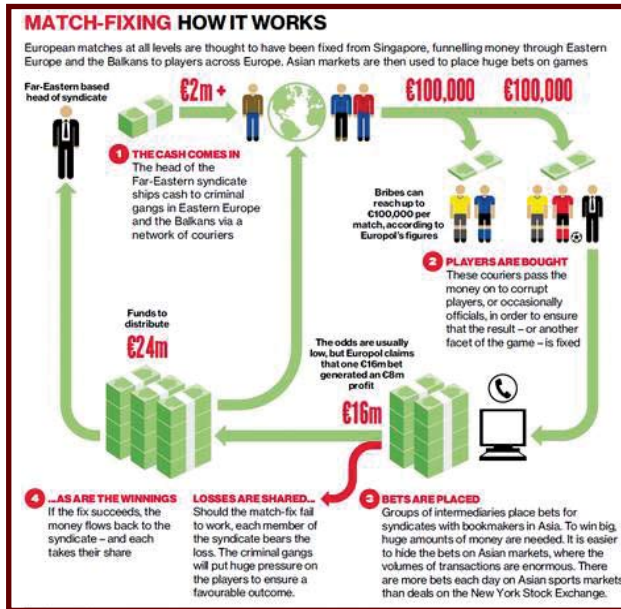 MATCH-FIXING HOW IT WORKS
European matches at all levels are thought to have been fixed from Singapore, funnelling money through Eastern
Europe and the Balkans to players across Europe. Asian markets are then used to place huge bets on games
Far-Eastern based
head of syndicate
€2m +
€100,000
€100,000
1 THE CASH COMES IN
The head of the
Far-Eastern syndicate
ships cash to criminal
gangs in Eastern Europe
and the Balkans via a
network of couriers
Bribes can
reach up to
€100,000 per
match, according to
Europol's figures
2 PLAYERS ARE BOUGHT
These couriers pass the
money on to corrupt
players, or occasionally
officials, in order to ensure
that the result – or another
facet of the game – is fixed
Funds to
distribute
€24m
The odds are usually
low, but Europol claims
that one €16m bet
generated an €8m
profit
€16m
4 ...AS ARE THE WINNINGS
If the fix succeeds, the
money flows back to the
syndicate – and each
takes their share
LOSSES ARE SHARED...
Should the match-fix fail
to work, each member of
the syndicate bears the
loss. The criminal gangs
will put huge pressure on
the players to ensure a
favourable outcome.
3 BETS ARE PLACED
Groups of intermediaries place bets for
syndicates with bookmakers in Asia. To win big,
huge amounts of money are needed. It is easier
to hide the bets on Asian markets, where the
volumes of transactions are enormous. There
are more bets each day on Asian sports markets
than deals on the New York Stock Exchange.